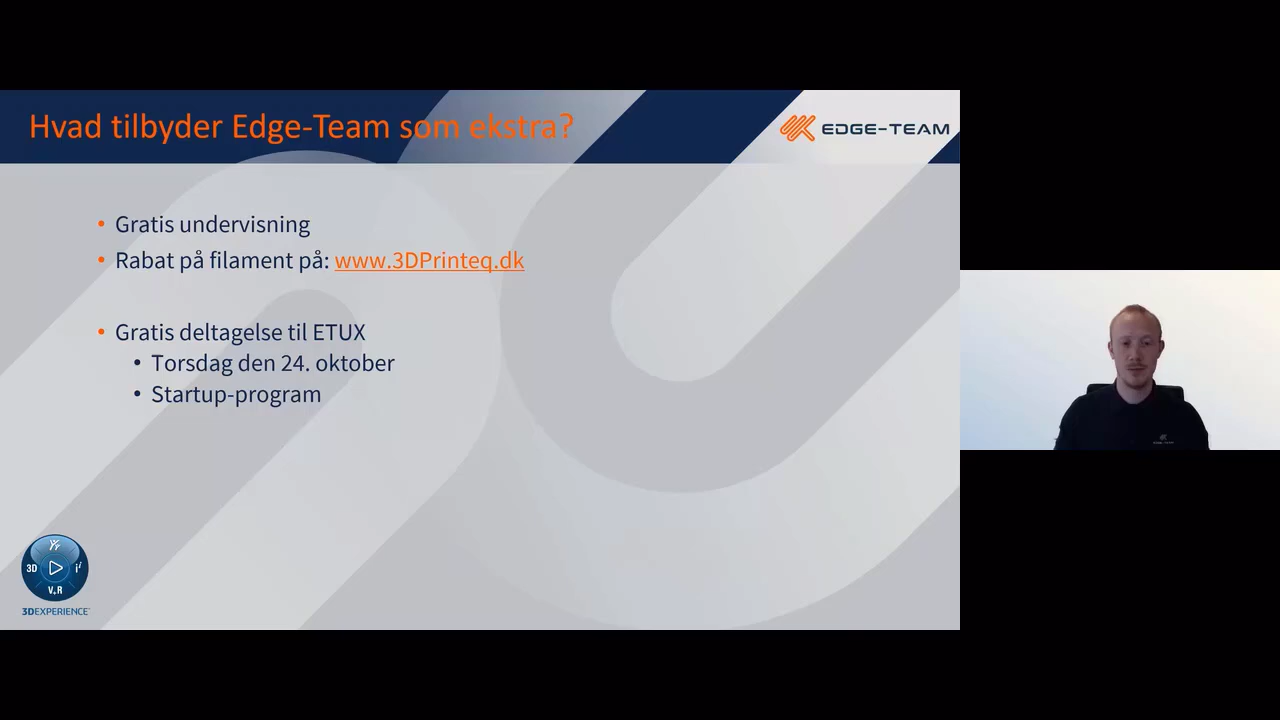 Hvad tilbyder Edge-Team som ekstra?
EDGE-TEAM
• Gratis undervisning
• Rabat på filament på: www.3DPrinteq.dk
• Gratis deltagelse til ETUX
• Torsdag den 24. oktober
• Startup-program
3D
V.R
3DEXPERIENCE